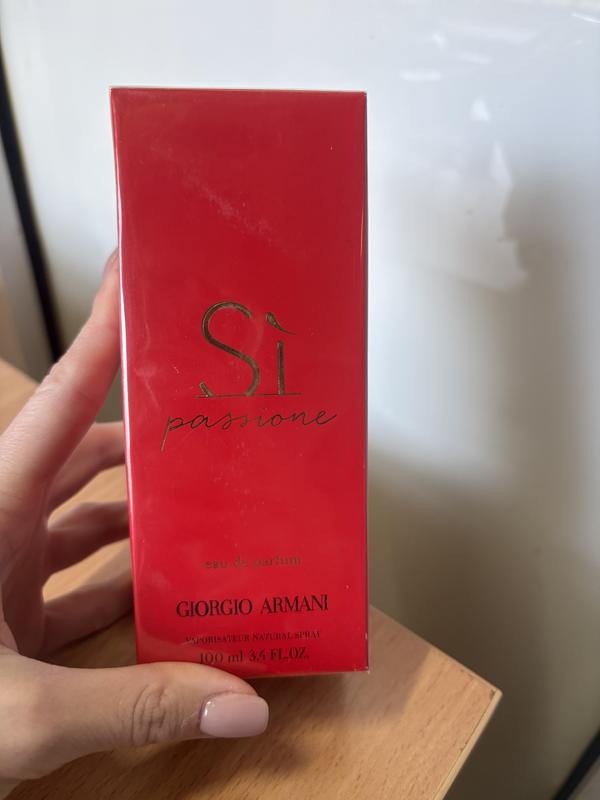 Sì
passione
eau de parfum
GIORGIO ARMANI
VAPORISATEUR NATURAL SPRAY
100 ml 3.4 FL.OZ.